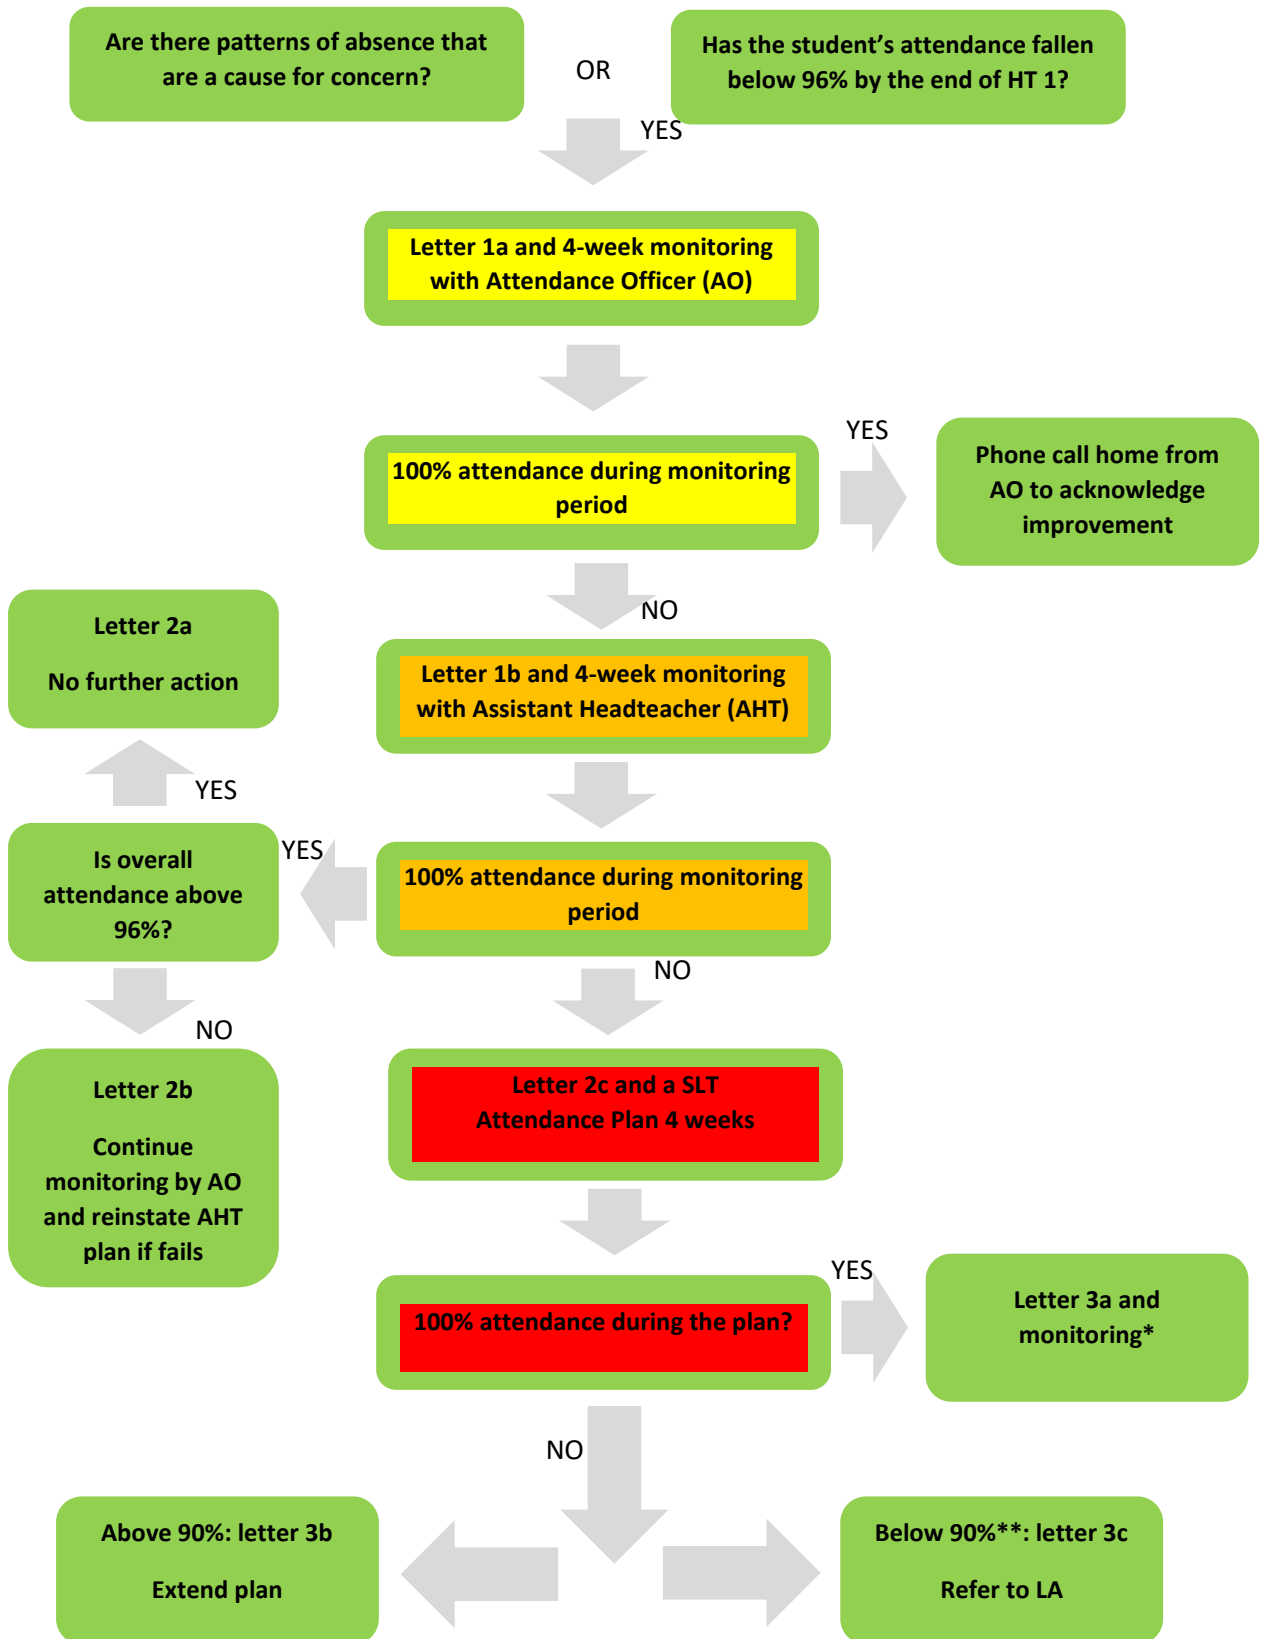 Are there patterns of absence that
are a cause for concern?
OR
Has the student’s attendance fallen
below 96% by the end of HT 1?
YES
Letter 1a and 4-week monitoring
with Attendance Officer (AO)
100% attendance during monitoring
period
YES
Phone call home from
AO to acknowledge
improvement
NO
Letter 1b and 4-week monitoring
with Assistant Headteacher (AHT)
100% attendance during monitoring
period
YES
Is overall
attendance above
96%?
YES
Letter 2a
No further action
NO
Letter 2b
Continue
monitoring by AO
and reinstate AHT
plan if fails
NO
Letter 2c and a SLT
Attendance Plan 4 weeks
100% attendance during the plan?
YES
Letter 3a and
monitoring*
NO
Above 90%: letter 3b
Extend plan
Below 90%**: letter 3c
Refer to LA